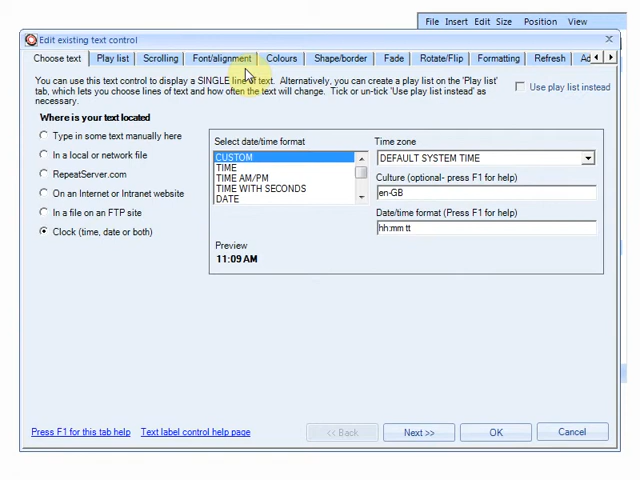 File Insert Edit Size Position View
Edit existing text control
Choose text Play list Scrolling Font/alignment Colours Shape/border Fade Rotate/Flip Formatting Refresh
You can use this text control to display a SINGLE line of text. Alternatively, you can create a play list on the 'Play list'
tab, which lets you choose lines of text and how often the text will change. Tick or un-tick 'Use play list instead' as
necessary.
Use play list instead
Where is your text located
Type in some text manually here
In a local or network file
RepeatServer.com
On an Internet or Intranet website
In a file on an FTP site
Clock (time, date or both)
Select date/time format
CUSTOM
TIME
TIME AM/PM
TIME WITH SECONDS
DATE
Preview
11:09 AM
Time zone
DEFAULT SYSTEM TIME
Culture (optional- press F1 for help)
en-GB
Date/time format (Press F1 for help)
hh:mm tt
Press F1 for this tab help Text label control help page
<< Back Next >> OK Cancel